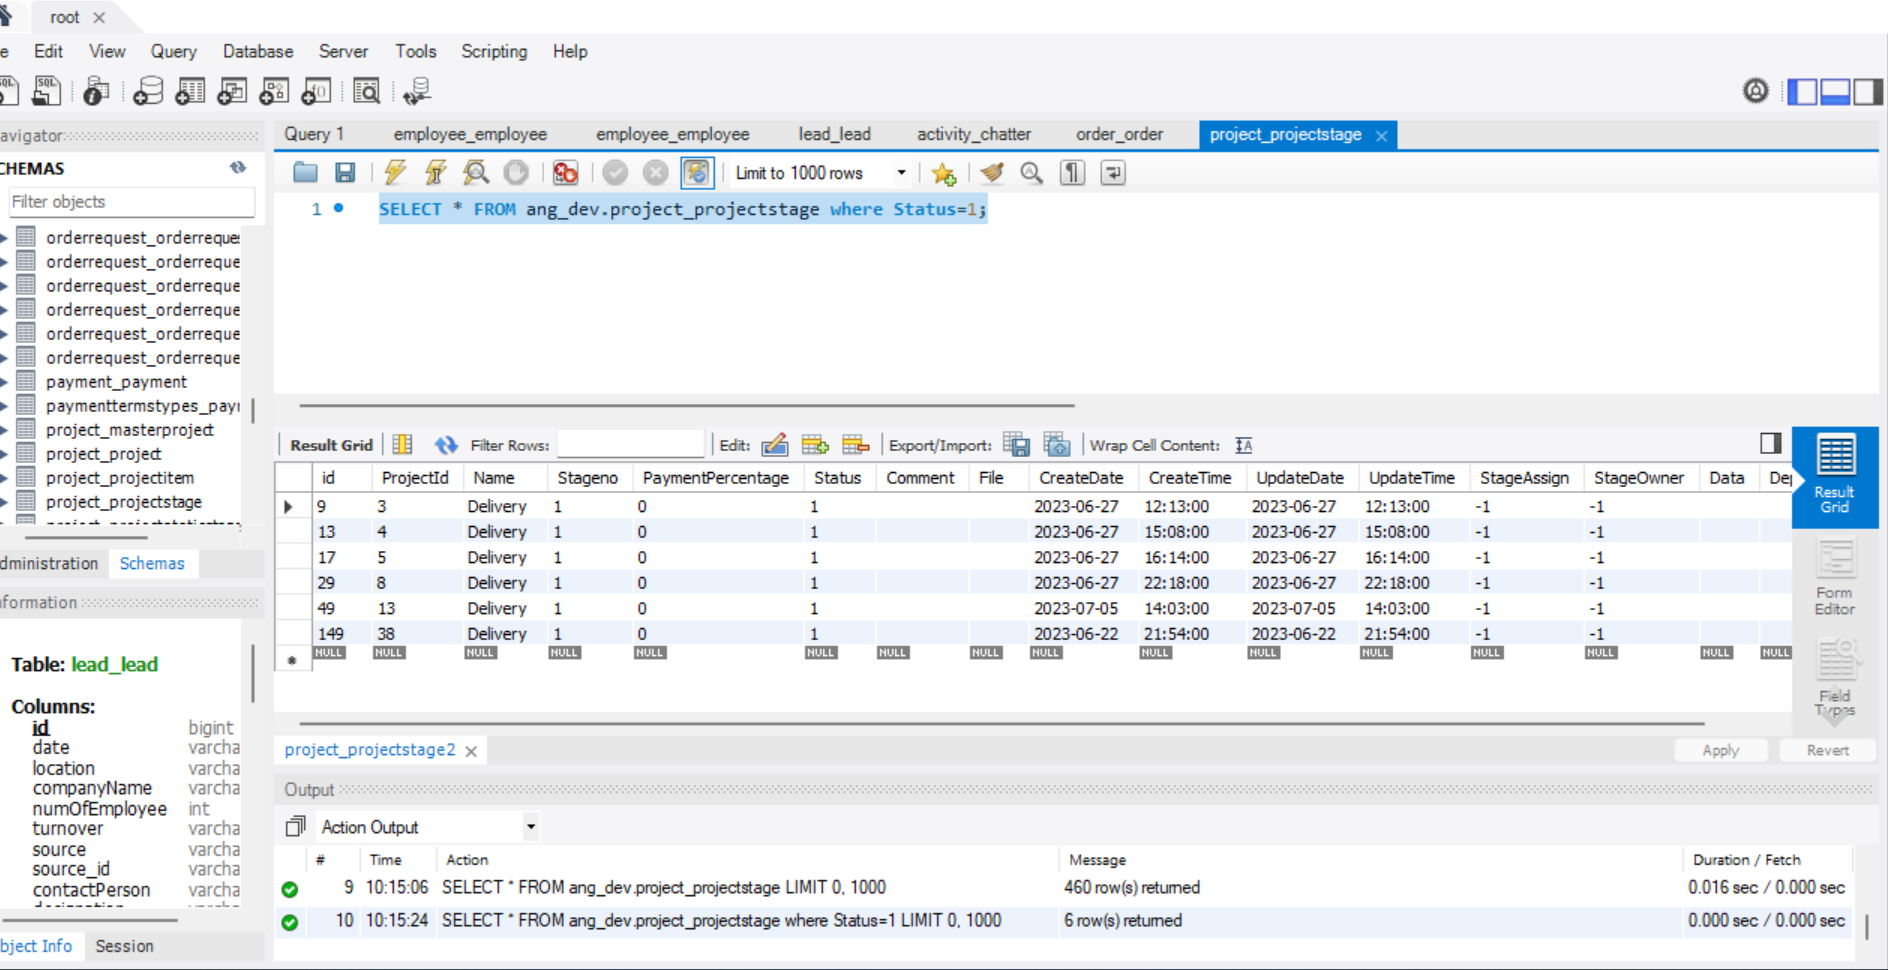 root
e Edit View Query Database Server Tools Scripting Help
SQL SQL
avigator
Query 1 employee_employee employee_employee lead_lead activity_chatter order_order project_projectstage
CHEMAS
Limit to 1000 rows
Filter objects
1 SELECT * FROM ang_dev.project_projectstage where Status=1;
orderrequest_orderreque
orderrequest_orderreque
orderrequest_orderreque
orderrequest_orderreque
orderrequest_orderreque
orderrequest_orderreque
payment_payment
paymenttermstypes_payı
project_masterproject
project_project
project_projectitem
project_projectstage
dministration Schemas
nformation
Table: lead_lead
Columns:
id bigint
date varcha
location varcha
companyName varcha
numOfEmployee int
turnover varcha
source varcha
source_id varcha
contactPerson varcha
bject Info Session
Result Grid Filter Rows: Edit: Export/Import: Wrap Cell Content: IA
id ProjectId Name Stageno PaymentPercentage Status Comment File CreateDate CreateTime UpdateDate UpdateTime StageAssign StageOwner Data De
9 3 Delivery 1 0 1 2023-06-27 12:13:00 2023-06-27 12:13:00 -1 -1
13 4 Delivery 1 0 1 2023-06-27 15:08:00 2023-06-27 15:08:00 -1 -1
17 5 Delivery 1 0 1 2023-06-27 16:14:00 2023-06-27 16:14:00 -1 -1
29 8 Delivery 1 0 1 2023-06-27 22:18:00 2023-06-27 22:18:00 -1 -1
49 13 Delivery 1 0 1 2023-07-05 14:03:00 2023-07-05 14:03:00 -1 -1
149 38 Delivery 1 0 1 2023-06-22 21:54:00 2023-06-22 21:54:00 -1 -1
NULL NULL NULL NULL NULL NULL NULL NULL NULL NULL NULL NULL NULL NULL NULL NULL
Result
Grid
Form
Editor
Field
Types
project_projectstage2 Apply Revert
Output
Action Output
# Time Action Message Duration / Fetch
9 10:15:06 SELECT * FROM ang_dev.project_projectstage LIMIT 0, 1000 460 row(s) returned 0.016 sec / 0.000 sec
10 10:15:24 SELECT * FROM ang_dev.project_projectstage where Status=1 LIMIT 0, 1000 6 row(s) returned 0.000 sec / 0.000 sec